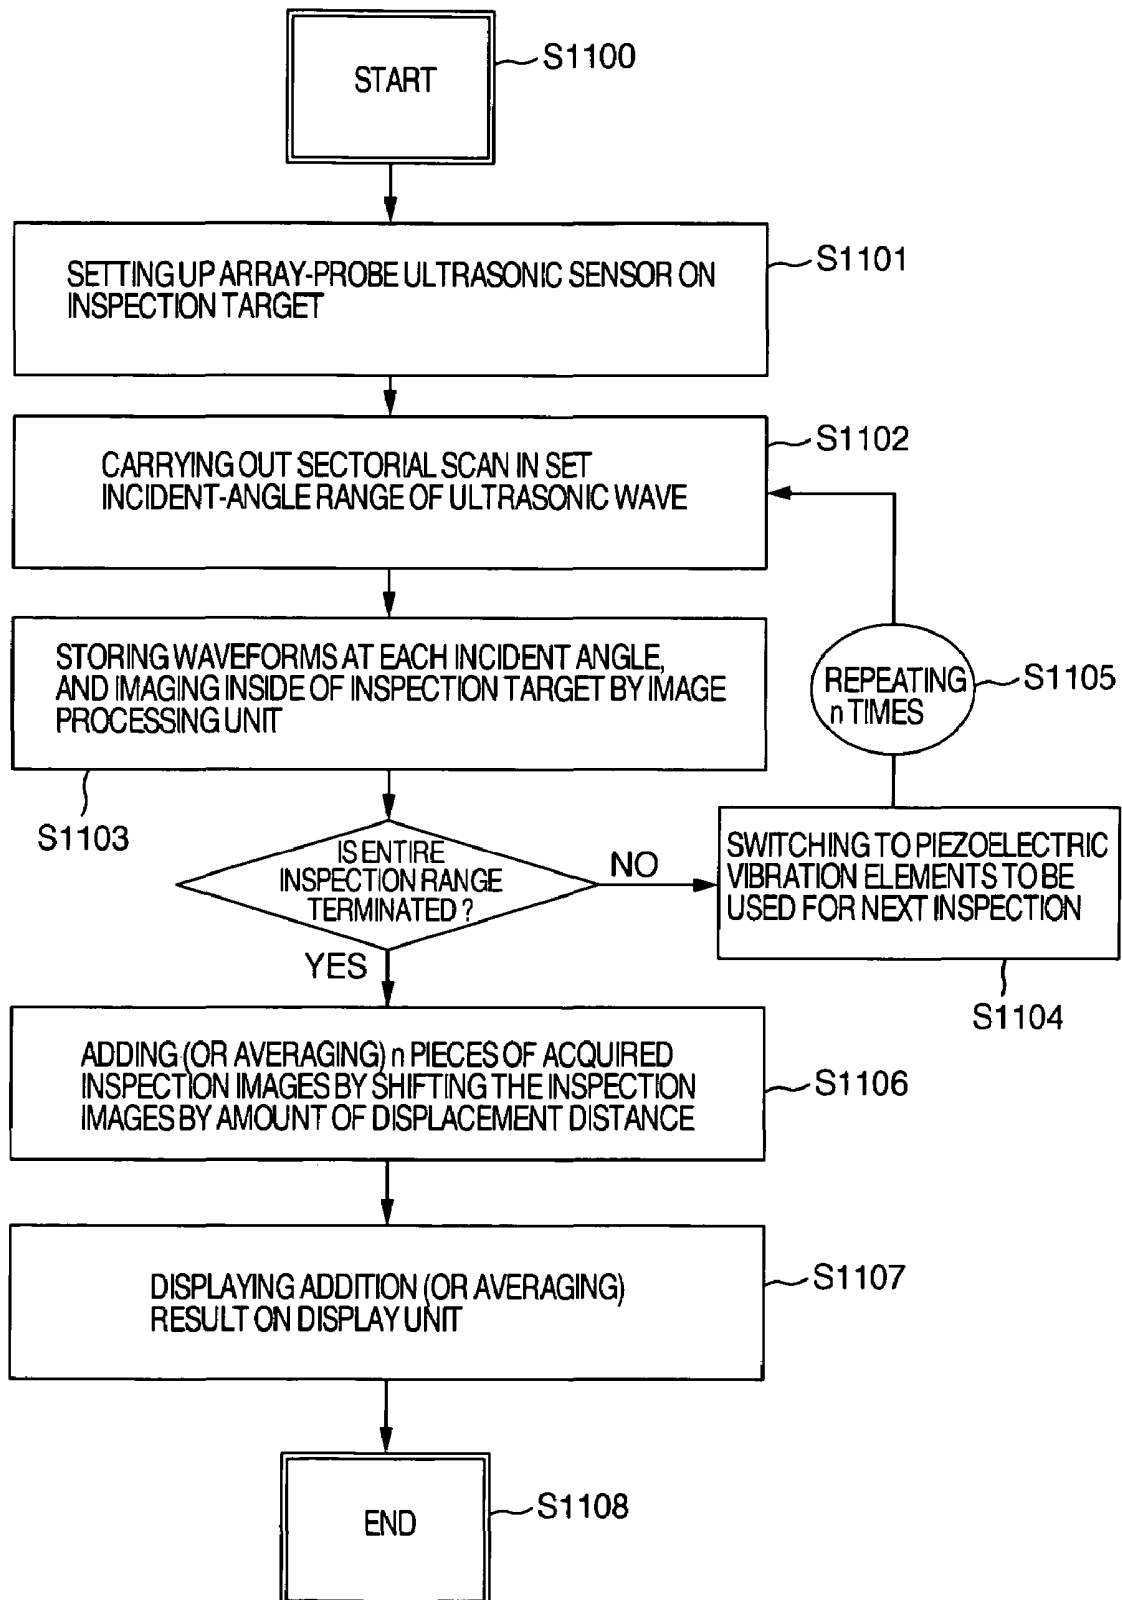 START
S1100
SETTING UP ARRAY-PROBE ULTRASONIC SENSOR ON
INSPECTION TARGET
S1101
CARRYING OUT SECTORIAL SCAN IN SET
INCIDENT-ANGLE RANGE OF ULTRASONIC WAVE
S1102
STORING WAVEFORMS AT EACH INCIDENT ANGLE,
AND IMAGING INSIDE OF INSPECTION TARGET BY IMAGE
PROCESSING UNIT
S1103
REPEATING
n TIMES
S1105
IS ENTIRE
INSPECTION RANGE
TERMINATED ?
NO
YES
SWITCHING TO PIEZOELECTRIC
VIBRATION ELEMENTS TO BE
USED FOR NEXT INSPECTION
S1104
ADDING (OR AVERAGING) n PIECES OF ACQUIRED
INSPECTION IMAGES BY SHIFTING THE INSPECTION
IMAGES BY AMOUNT OF DISPLACEMENT DISTANCE
S1106
DISPLAYING ADDITION (OR AVERAGING)
RESULT ON DISPLAY UNIT
S1107
END
S1108